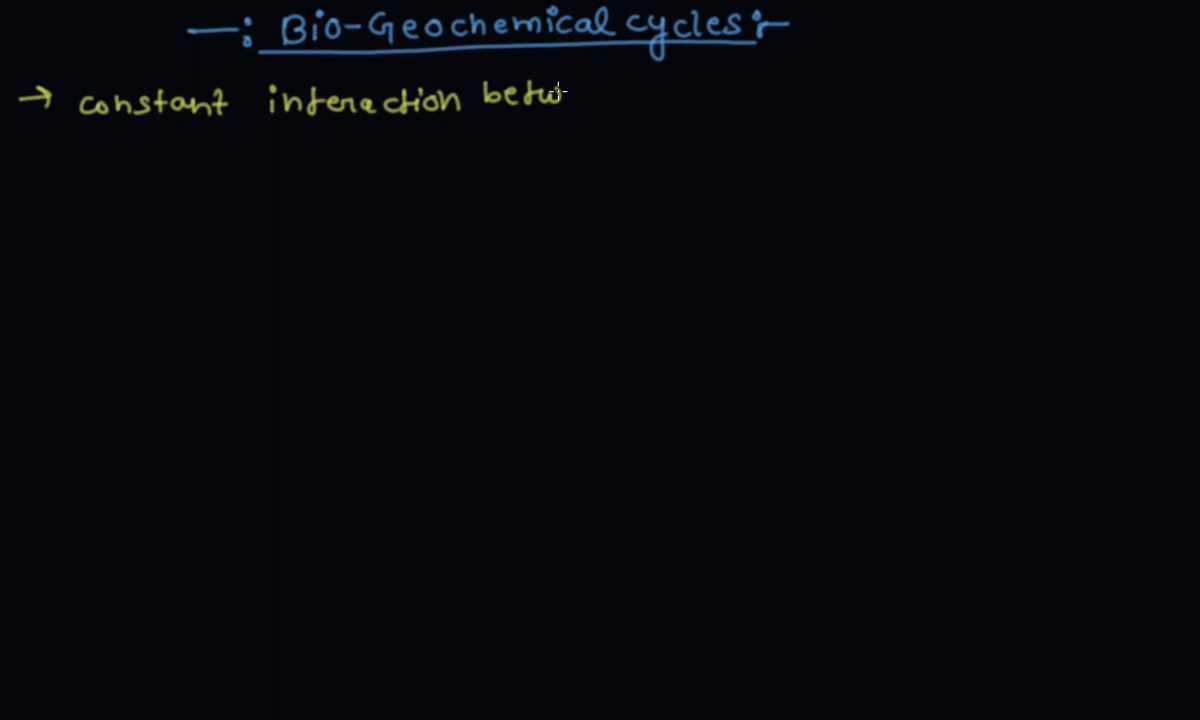 —: Bio-Geochemical cycles :-
→ constant interaction betw